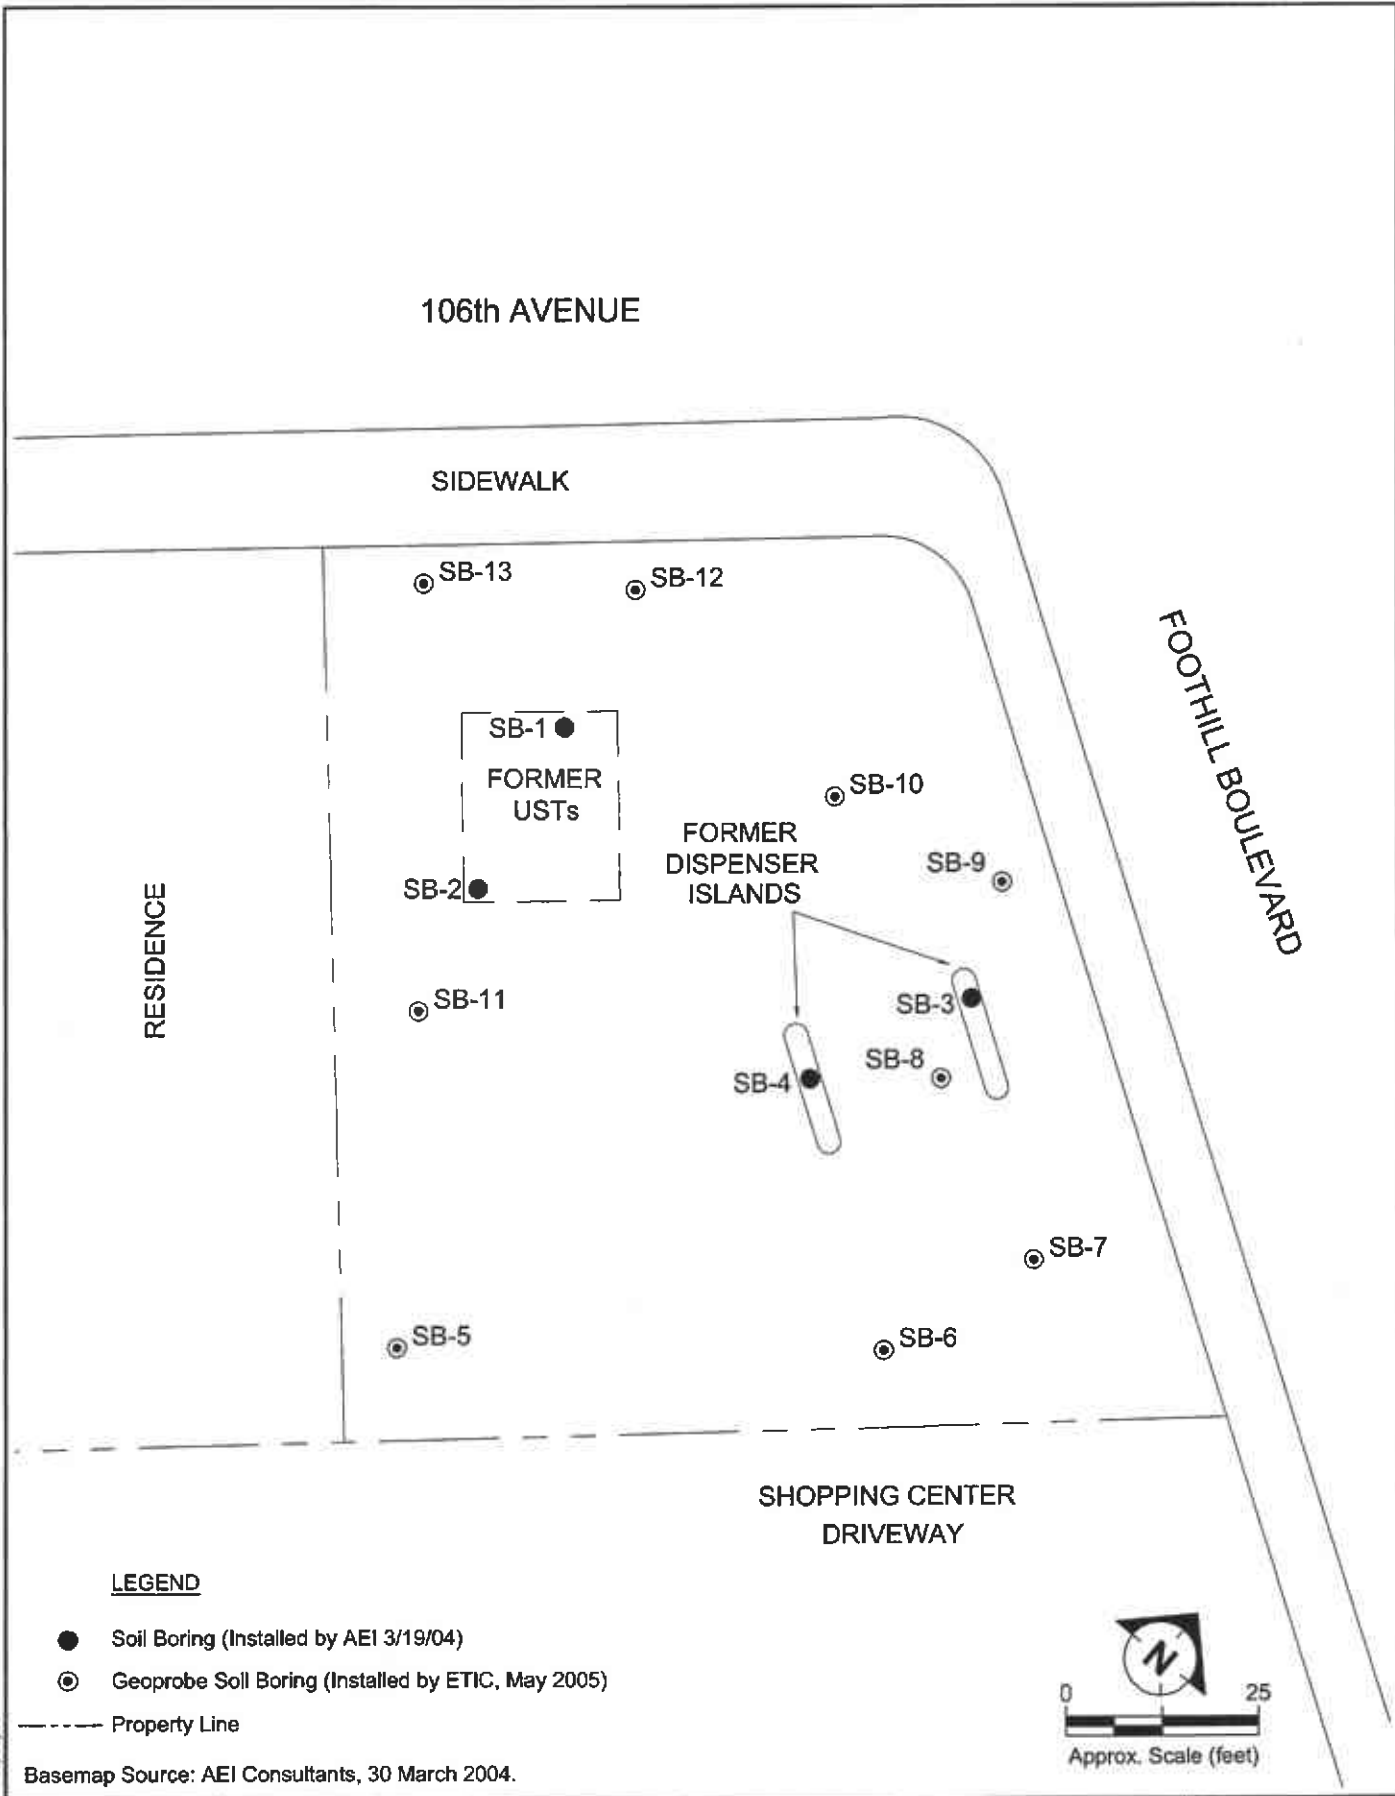 106th AVENUE
SIDEWALK
SB-13
SB-12
FOOTHILL BOULEVARD
SB-1
FORMER
USTs
SB-10
FORMER
DISPENSER
ISLANDS
SB-9
SB-2
RESIDENCE
SB-11
SB-3
SB-8
SB-4
SB-7
SB-5
SB-6
SHOPPING CENTER
DRIVEWAY
LEGEND
Soil Boring (Installed by AEI 3/19/04)
Geoprobe Soil Boring (Installed by ETIC, May 2005)
Property Line
Basemap Source: AEI Consultants, 30 March 2004.
N
0 25
Approx. Scale (feet)